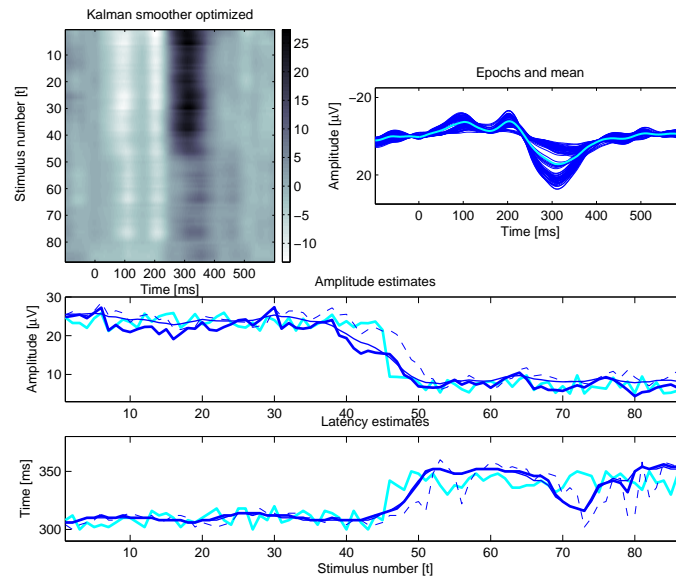 Kalman smoother optimized
Stimulus number [t]
10
20
30
40
50
60
70
80
0 100 200 300 400 500
Time [ms]
25
20
15
10
5
0
−5
−10
Epochs and mean
Amplitude [µV]
−20
20
0 100 200 300 400 500
Time [ms]
Amplitude estimates
Amplitude [µV]
30
20
10
10 20 30 40 50 60 70 80
Latency estimates
Time [ms]
350
300
10 20 30 40 50 60 70 80
Stimulus number [t]